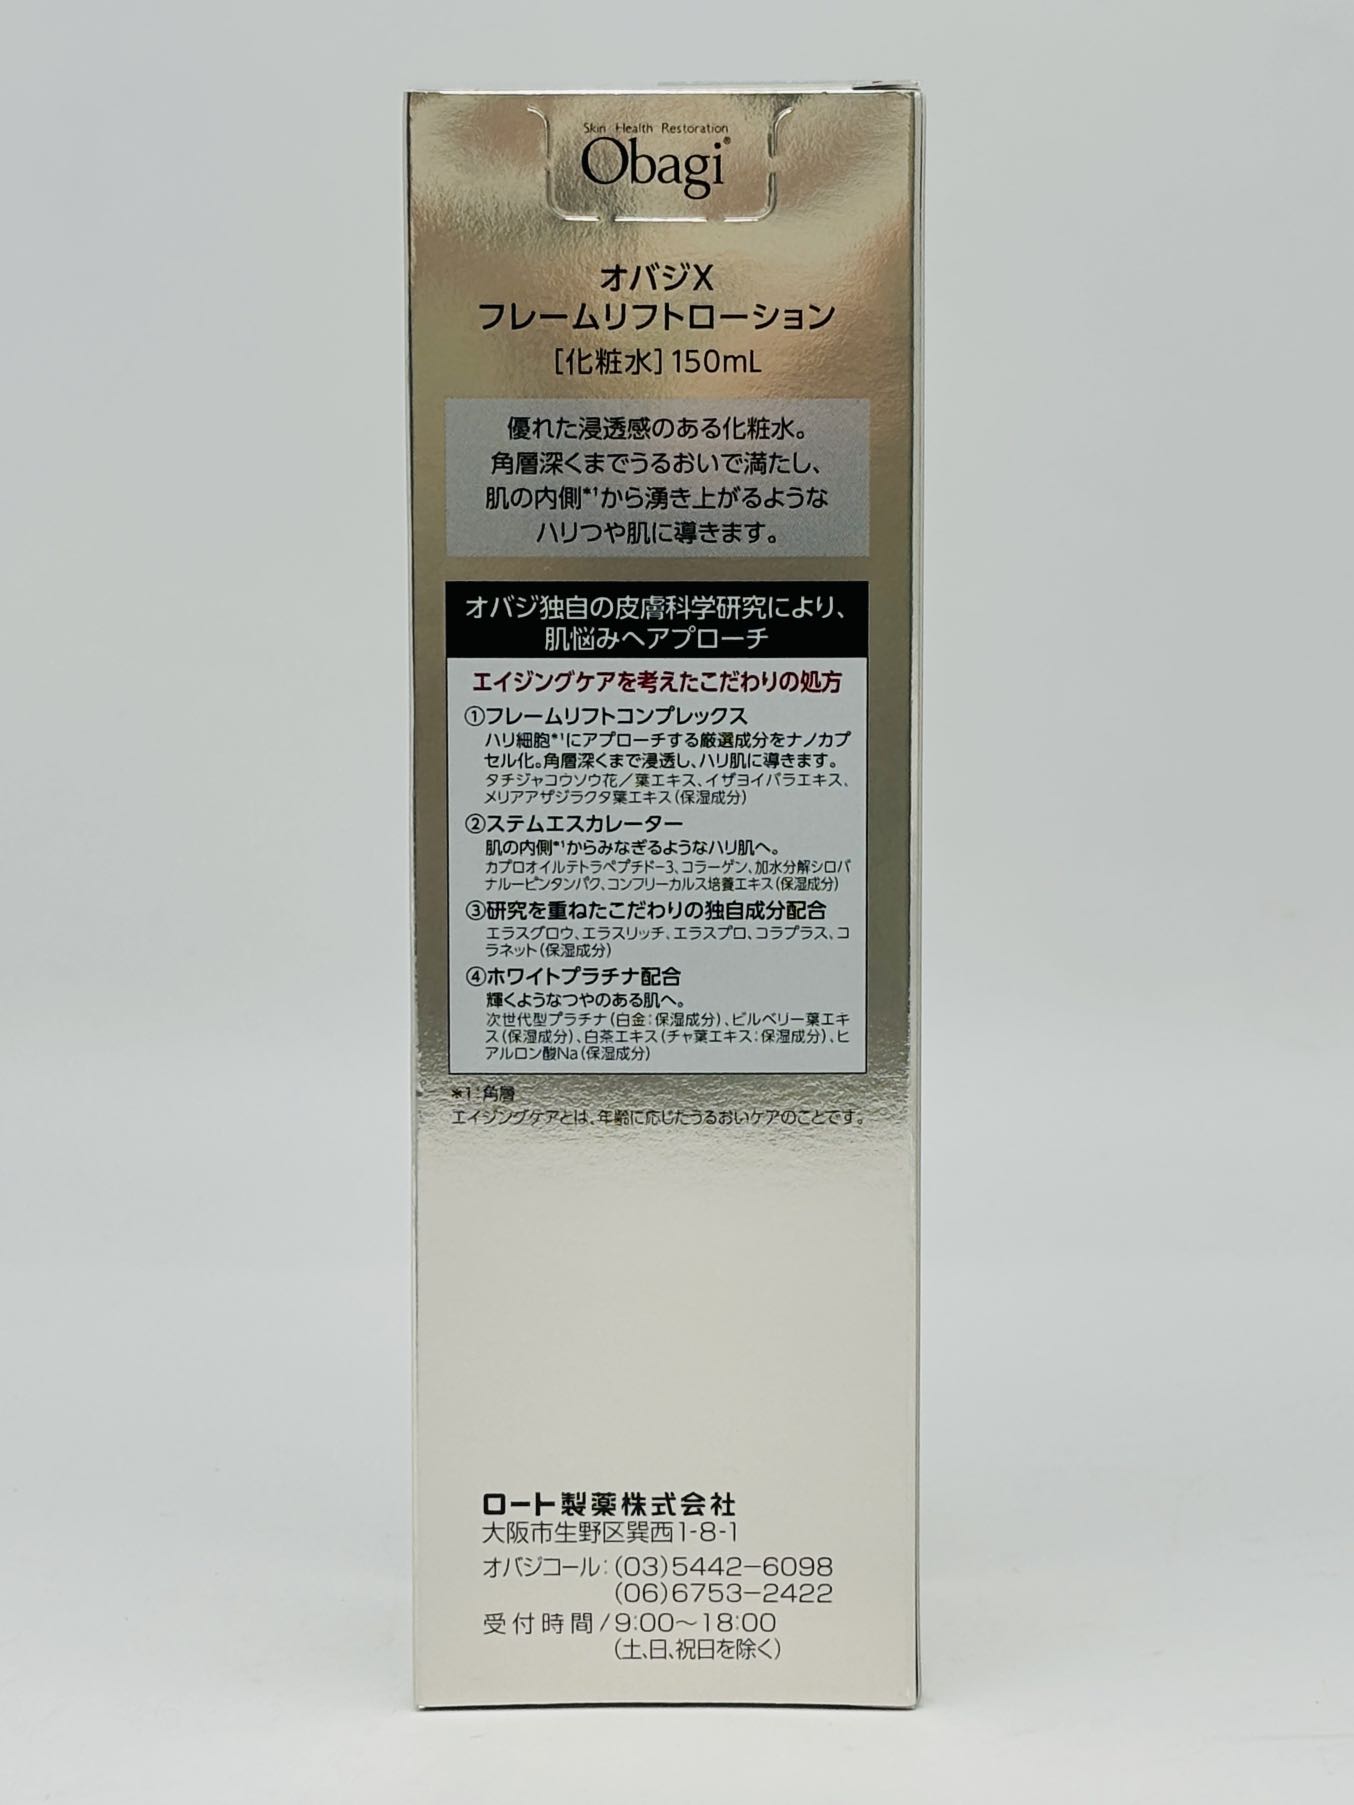 Skin Health Restoration
Obagi®
オバジX
フレームリフトローション
[化粧水]150mL
優れた浸透感のある化粧水。
角層深くまでうるおいで満たし、
肌の内側*1から湧き上がるような
ハリつや肌に導きます。
オバジ独自の皮膚科学研究により、
肌悩みへアプローチ
エイジングケアを考えたこだわりの処方
①フレームリフトコンプレックス
ハリ細胞*1にアプローチする厳選成分をナノカプ
セル化。角層深くまで浸透し、ハリ肌に導きます。
タチジャコウソウ花/葉エキス、イザヨイバラエキス、
メリアアザジラクタ葉エキス(保湿成分)
②ステムエスカレーター
肌の内側*1からみなぎるようなハリ肌へ。
カプロオイルテトラペプチド-3、コラーゲン、加水分解シロバ
ナルーピンタンパク、コンフリーカルス培養エキス(保湿成分)
③研究を重ねたこだわりの独自成分配合
エラスグロウ、エラスリッチ、エラスプロ、コラプラス、コ
ラネット(保湿成分)
④ホワイトプラチナ配合
輝くようなつやのある肌へ。
次世代型プラチナ(白金:保湿成分)、ビルベリー葉エキ
ス(保湿成分)、白茶エキス(チャ葉エキス:保湿成分)、ヒ
アルロン酸Na(保湿成分)
*1:角層
エイジングケアとは、年齢に応じたうるおいケアのことです。
ロート製薬株式会社
大阪市生野区巽西1-8-1
オバジコール:(03)5442-6098
(06)6753-2422
受付時間/9:00〜18:00
(土、日、祝日を除く)